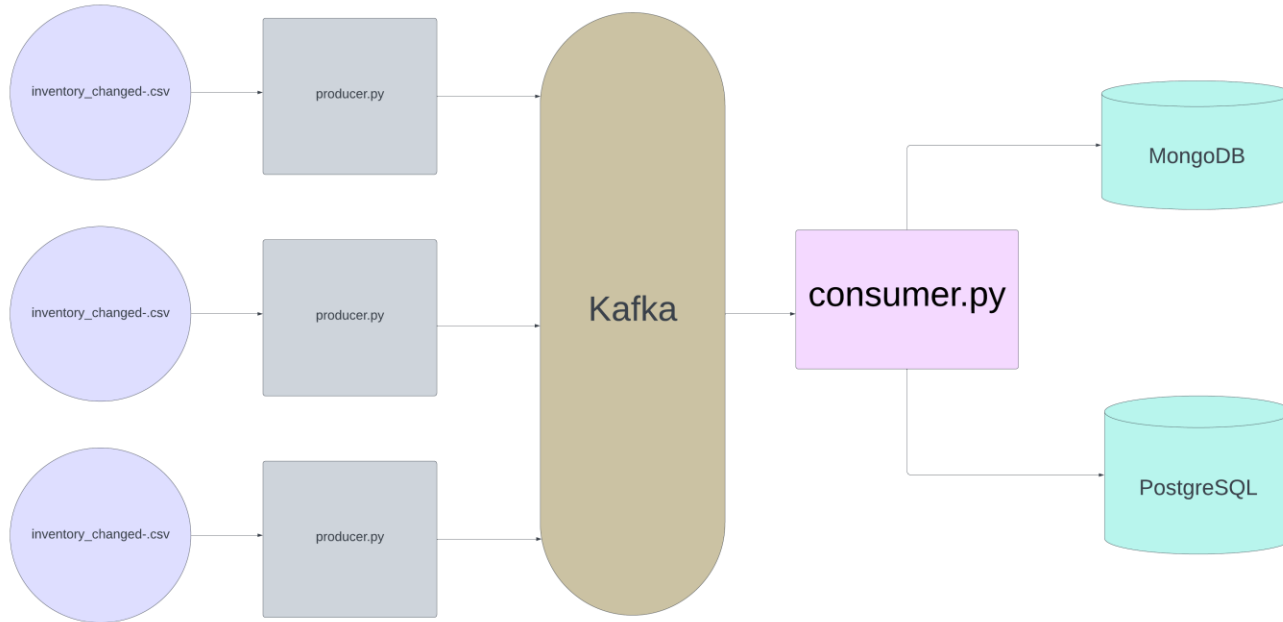 inventory_changed-.csv
producer.py
inventory_changed-.csv
producer.py
inventory_changed-.csv
producer.py
Kafka
consumer.py
MongoDB
PostgreSQL